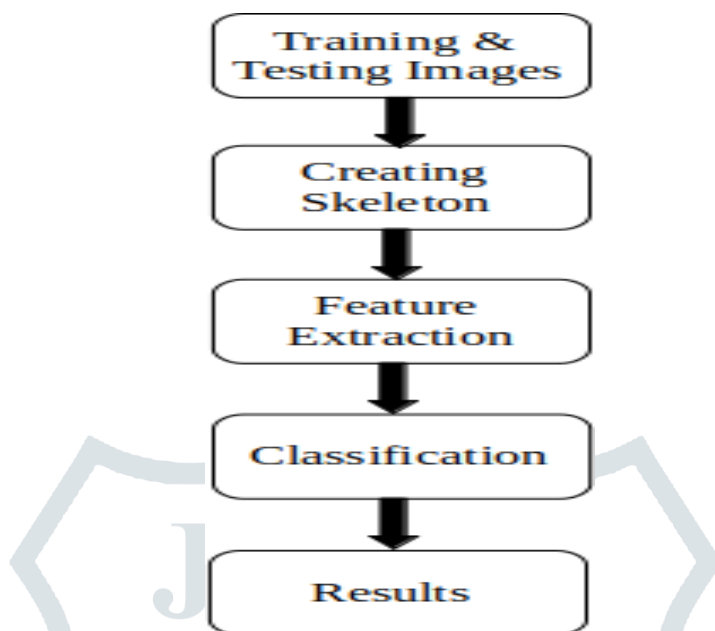 Training &
Testing Images
Creating
Skeleton
Feature
Extraction
Classification
Results
J